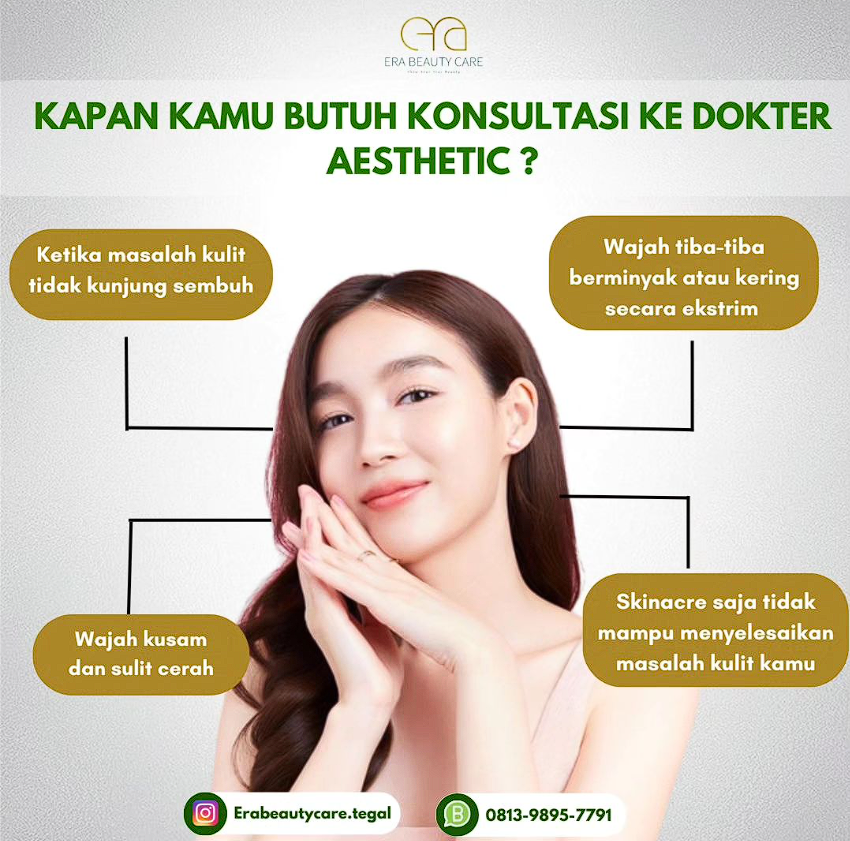 era
ERA BEAUTY CARE
KAPAN KAMU BUTUH KONSULTASI KE DOKTER
AESTHETIC ?
Ketika masalah kulit
tidak kunjung sembuh
Wajah tiba-tiba
berminyak atau kering
secara ekstrim
Wajah kusam
dan sulit cerah
Skinacre saja tidak
mampu menyelesaikan
masalah kulit kamu
Erabeautycare.tegal
0813-9895-7791